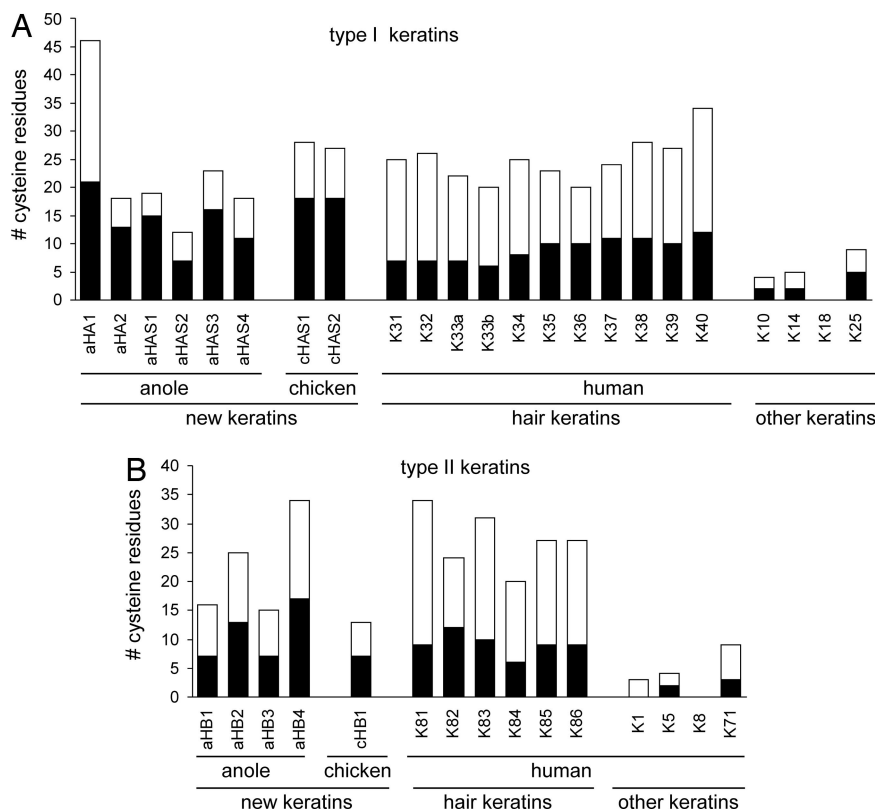 A
type I keratins
# cysteine residues
50
45
40
35
30
25
20
15
10
5
0
aHA1 aHA2 aHAS1 aHAS2 aHAS3 aHAS4 cHAS1 cHAS2 K31 K32 K33a K33b K34 K35 K36 K37 K38 K39 K40 K10 K14 K18 K25
anole chicken human
new keratins hair keratins other keratins
B
type II keratins
# cysteine residues
40
35
30
25
20
15
10
5
0
aHB1 aHB2 aHB3 aHB4 cHB1 K81 K82 K83 K84 K85 K86 K1 K5 K8 K71
anole chicken human
new keratins hair keratins other keratins